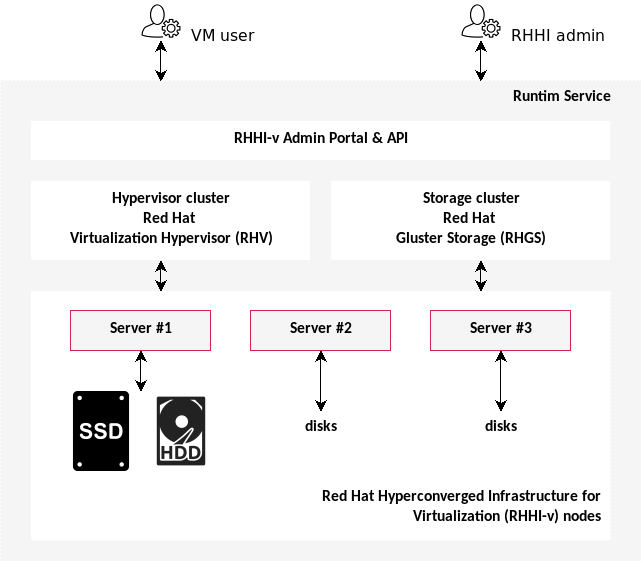 VM user
RHHI admin
Runtim Service
RHHI-v Admin Portal & API
Hypervisor cluster
Red Hat
Virtualization Hypervisor (RHV)
Storage cluster
Red Hat
Gluster Storage (RHGS)
Server #1
Server #2
Server #3
SSD
HDD
disks
disks
Red Hat Hyperconverged Infrastructure for
Virtualization (RHHI-v) nodes